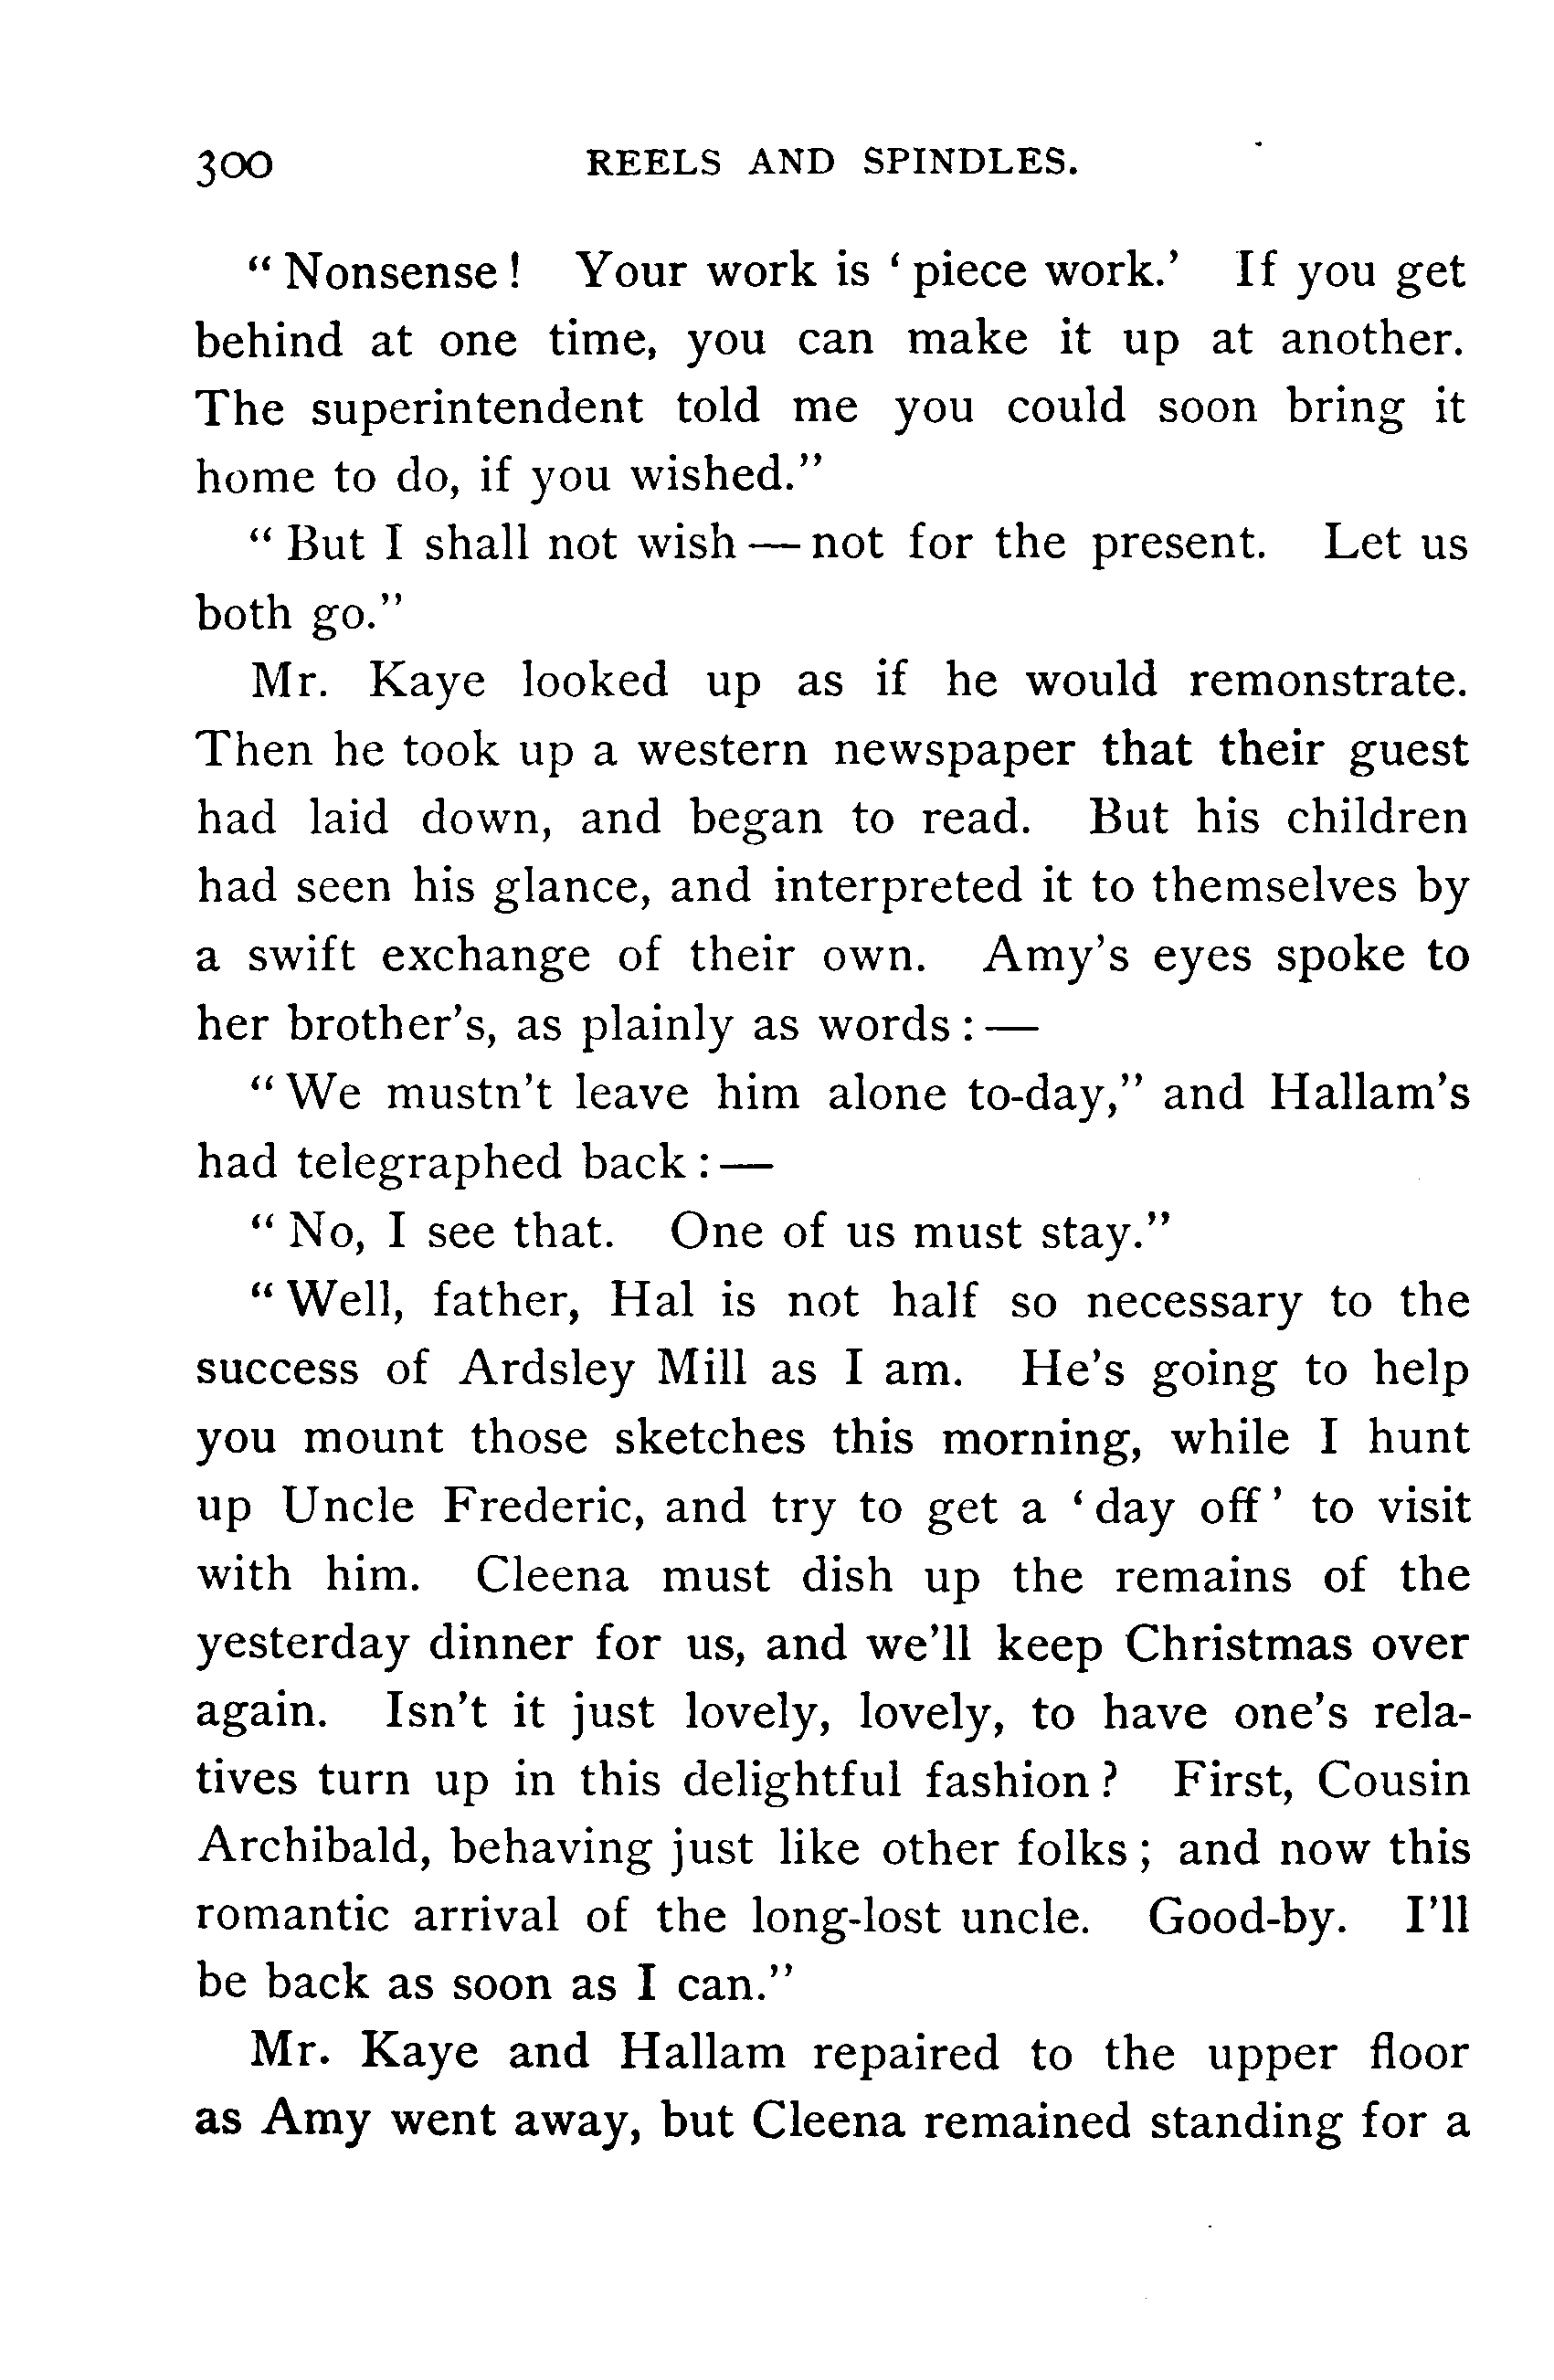 300 REELS AND SPINDLES.
“Nonsense! Your work is ‘piece work.’ If you get
behind at one time, you can make it up at another.
The superintendent told me you could soon bring it
home to do, if you wished.”
“But I shall not wish—not for the present. Let us
both go.”
Mr. Kaye looked up as if he would remonstrate.
Then he took up a western newspaper that their guest
had laid down, and began to read. But his children
had seen his glance, and interpreted it to themselves by
a swift exchange of their own. Amy’s eyes spoke to
her brother’s, as plainly as words:—
“We mustn’t leave him alone to-day,” and Hallam’s
had telegraphed back:—
“No, I see that. One of us must stay.”
“Well, father, Hal is not half so necessary to the
success of Ardsley Mill as I am. He’s going to help
you mount those sketches this morning, while I hunt
up Uncle Frederic, and try to get a ‘day off’ to visit
with him. Cleena must dish up the remains of the
yesterday dinner for us, and we’ll keep Christmas over
again. Isn’t it just lovely, lovely, to have one’s rela-
tives turn up in this delightful fashion? First, Cousin
Archibald, behaving just like other folks; and now this
romantic arrival of the long-lost uncle. Good-by. I’ll
be back as soon as I can.”
Mr. Kaye and Hallam repaired to the upper floor
as Amy went away, but Cleena remained standing for a